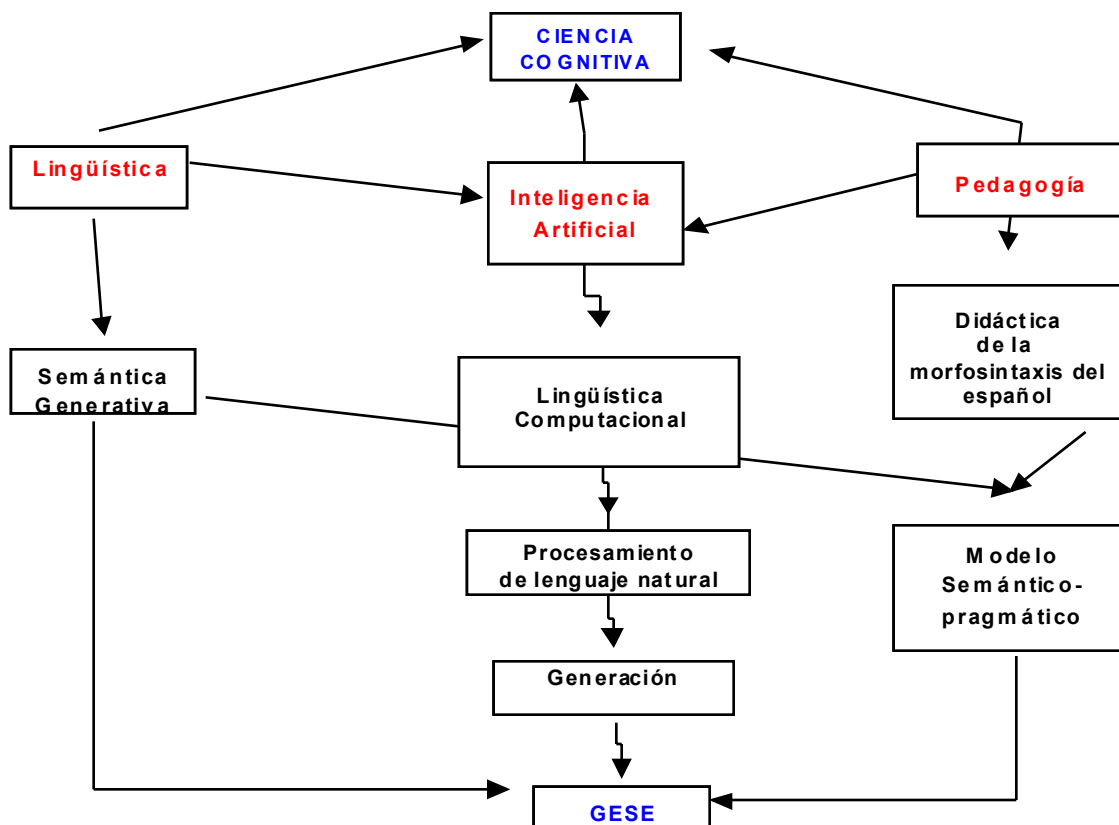 CIENCIA
COGNITIVA
Lingüística
Inteligencia
Artificial
Pedagogía
Didáctica
de la
morfosintaxis del
español
Semántica
Generativa
Lingüística
Computacional
Procesamiento
de lenguaje natural
Modelo
Semántico-
pragmático
Generación
GESE